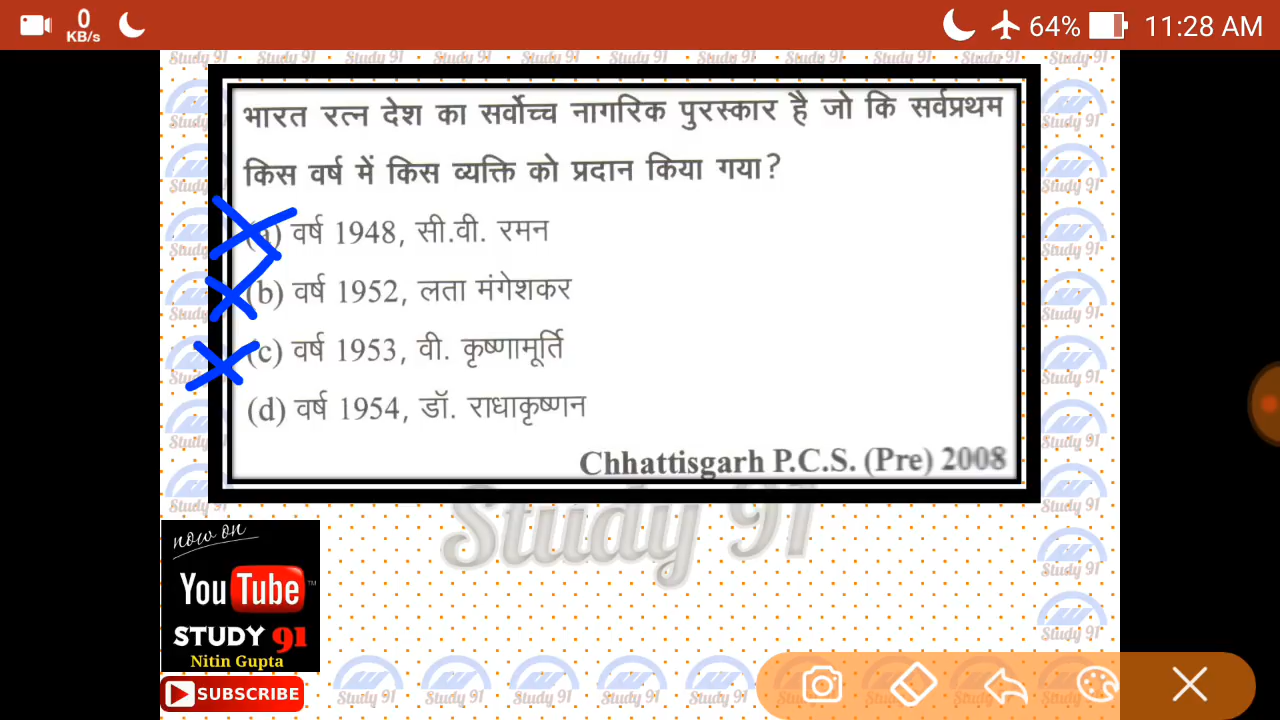 0
KB/s
64%
11:28 AM
भारत रत्न देश का सर्वोच्च नागरिक पुरस्कार है जो कि सर्वप्रथम
किस वर्ष में किस व्यक्ति को प्रदान किया गया?
(a) वर्ष 1948, सी.वी. रमन
(b) वर्ष 1952, लता मंगेशकर
(c) वर्ष 1953, वी. कृष्णामूर्ति
(d) वर्ष 1954, डॉ. राधाकृष्णन
Chhattisgarh P.C.S. (Pre) 2008
Study 91
now on
YouTube
STUDY 91
Nitin Gupta
SUBSCRIBE